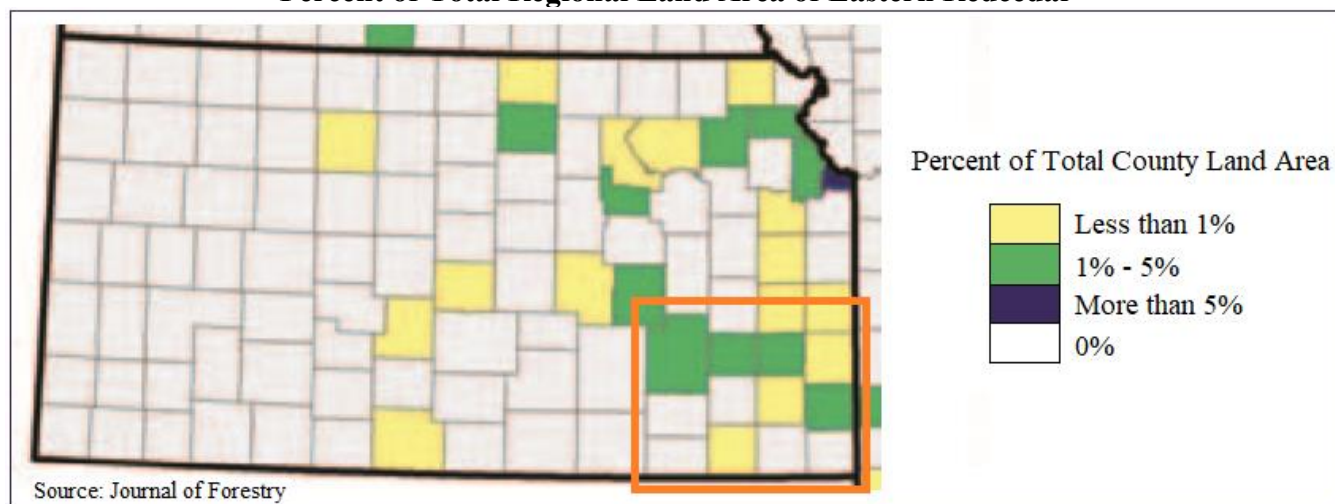 Percent of Total Regional Land Area of Eastern Redcedar
Percent of Total County Land Area
Less than 1%
1% - 5%
More than 5%
0%
Source: Journal of Forestry